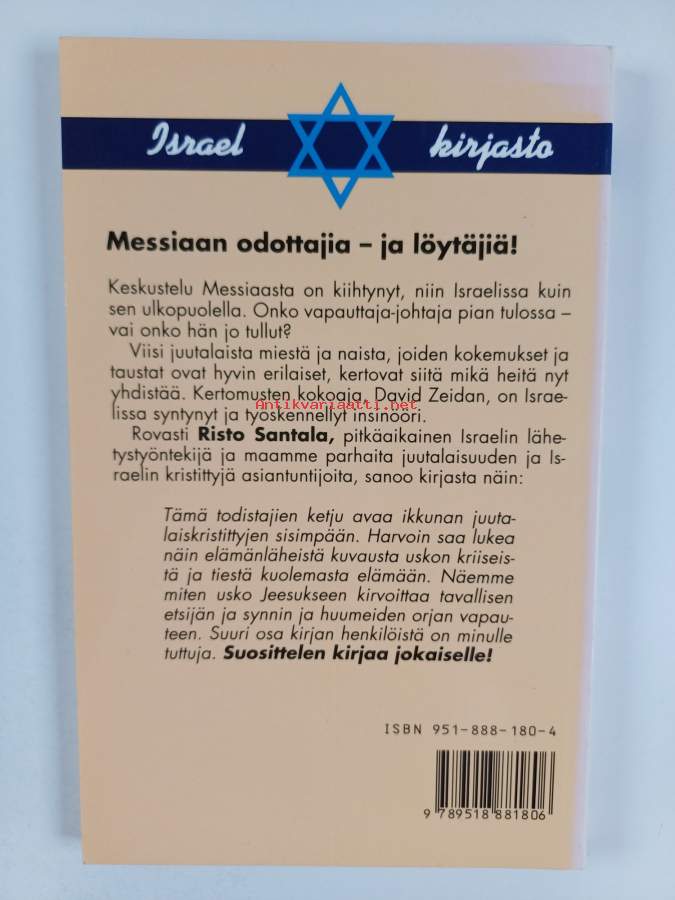 Israel kirjasto
Messiaan odottajia – ja löytäjiä!
Keskustelu Messiaasta on kiihtynyt, niin Israelissa kuin
sen ulkopuolella. Onko vapauttaja-johtaja pian tulossa –
vai onko hän jo tullut?
Viisi juutalaista miestä ja naista, joiden kokemukset ja
taustat ovat hyvin erilaiset, kertovat siitä mikä heitä nyt
yhdistää. Kertomusten kokoaja, David Zeidan, on Israe-
Antikvariaatti.net
lissa syntynyt ja työskennellyt insinööri.
Rovasti Risto Santala, pitkäaikainen Israelin lähe-
tystyöntekijä ja maamme parhaita juutalaisuuden ja Is-
raelin kristittyjä asiantuntijoita, sanoo kirjasta näin:
Tämä todistajien ketju avaa ikkunan juuta-
laiskristittyjen sisimpään. Harvoin saa lukea
näin elämänläheistä kuvausta uskon kriiseis-
tä ja tiestä kuolemasta elämään. Näemme
miten usko Jeesukseen kirvoittaa tavallisen
etsijän ja synnin ja huumeiden orjan vapau-
teen. Suuri osa kirjan henkilöistä on minulle
tuttuja. Suosittelen kirjaa jokaiselle!
ISBN 951-888-180-4
9 789518 881806